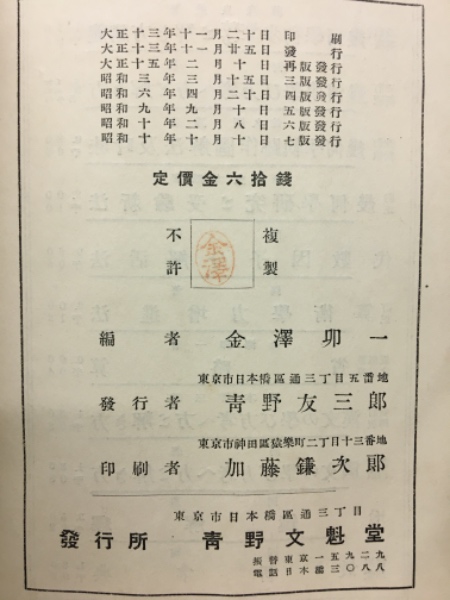 大正十三年十一月二十日印刷
大正十三年十一月廿五日發行
大正十五年二月十日再版發行
昭和三年三月十五日三版發行
昭和六年四月十二日四版發行
昭和九年九月十日五版發行
昭和十年二月八日六版發行
昭和十年十月十日七版發行
定價金六拾錢
不許
複製
金澤
編者 金澤卯一
東京市日本橋區通三丁目五番地
發行者 靑野友三郎
東京市神田區猿樂町二丁目十三番地
印刷者 加藤鎌次郎
東京市日本橋區通三丁目
發行所 靑野文魁堂
振替東京一五九二九
電話日本橋三〇八八